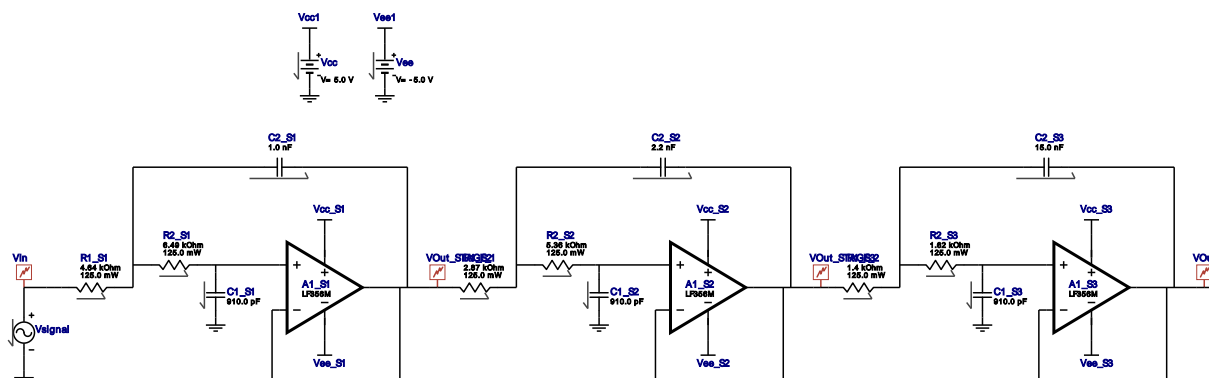 Vcc1
Vee1
Vcc
V= 5.0 V
Vee
V= -5.0 V
C2_S1
1.0 nF
C2_S2
2.2 nF
C2_S3
15.0 nF
Vcc_S1
Vcc_S2
Vcc_S3
R2_S1
6.49 kOhm
125.0 mW
R2_S2
5.36 kOhm
125.0 mW
R2_S3
1.62 kOhm
125.0 mW
Vin
R1_S1
4.64 kOhm
125.0 mW
2.87 kOhm
125.0 mW
1.4 kOhm
125.0 mW
A1_S1
LF356M
A1_S2
LF356M
A1_S3
LF356M
C1_S1
910.0 pF
C1_S2
910.0 pF
C1_S3
910.0 pF
Vsignal
Vee_S1
Vee_S2
Vee_S3